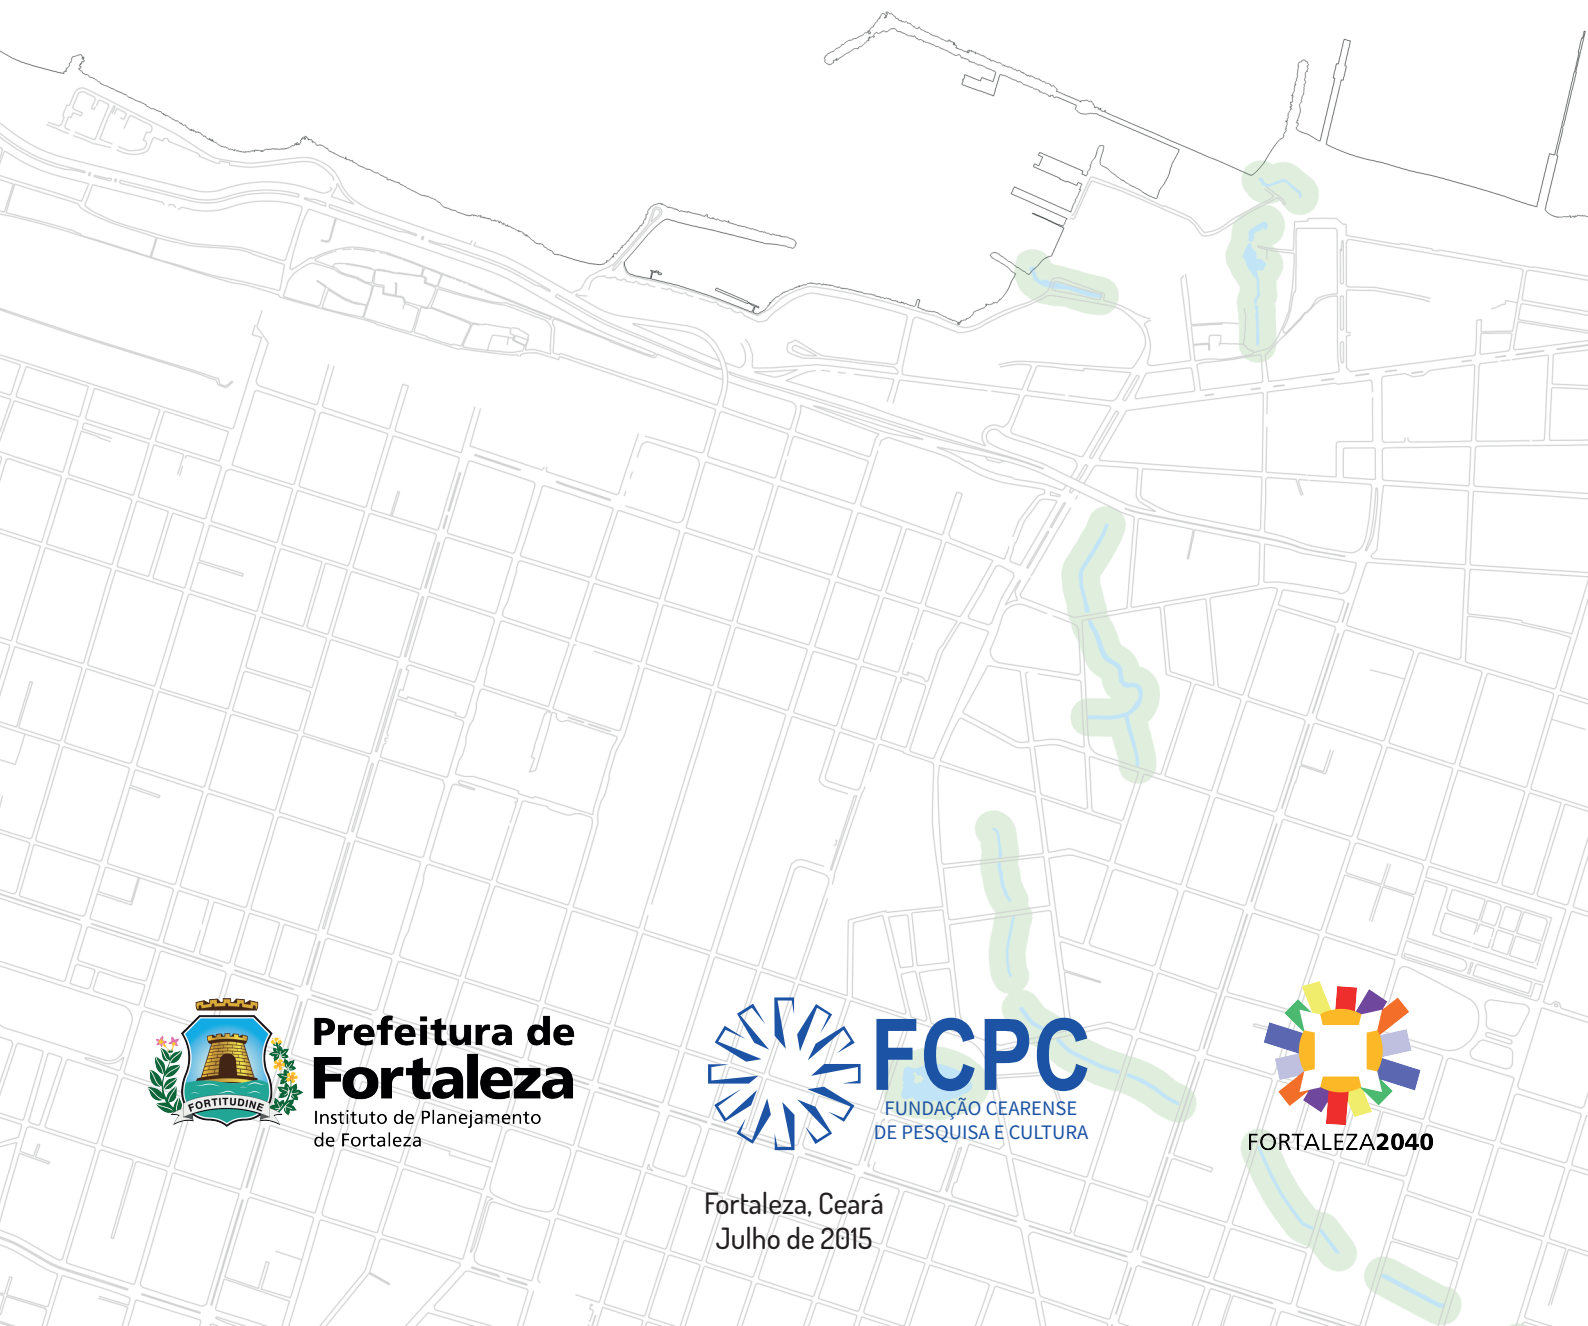 FORTITUDINE
Prefeitura de
Fortaleza
Instituto de Planejamento
de Fortaleza
FCPC
FUNDAÇÃO CEARENSE
DE PESQUISA E CULTURA
FORTALEZA2040
Fortaleza, Ceará
Julho de 2015